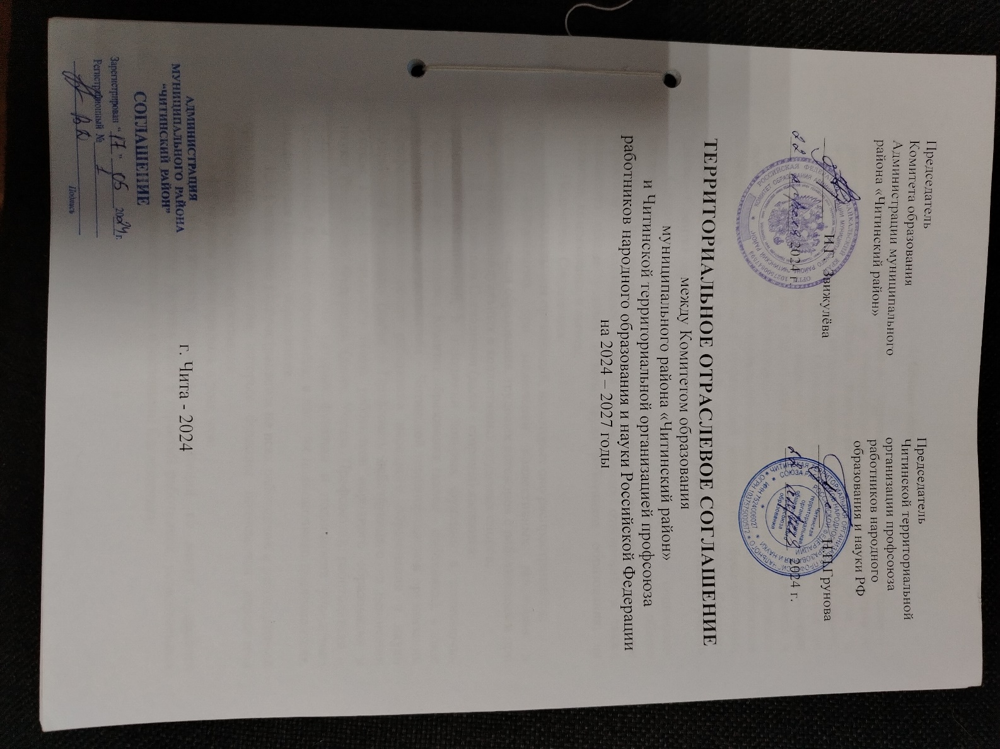 Председатель
Комитета образования
Администрации муниципального
района «Читинский район»
И.Г. Звижулёва
22 апреля 2024 г.
Председатель
Читинской территориальной
организации профсоюза
работников народного
образования и науки РФ
Н.П.Грунова
22 апреля 2024 г.
ТЕРРИТОРИАЛЬНОЕ ОТРАСЛЕВОЕ СОГЛАШЕНИЕ
между Комитетом образования
муниципального района «Читинский район»
и Читинской территориальной организацией профсоюза
работников народного образования и науки Российской Федерации
на 2024 – 2027 годы
АДМИНИСТРАЦИЯ
МУНИЦИПАЛЬНОГО РАЙОНА
"ЧИТИНСКИЙ РАЙОН"
СОГЛАШЕНИЕ
Зарегистрирован "17" 05 2024 г.
Регистрационный № 1
Подпись
г. Чита - 2024